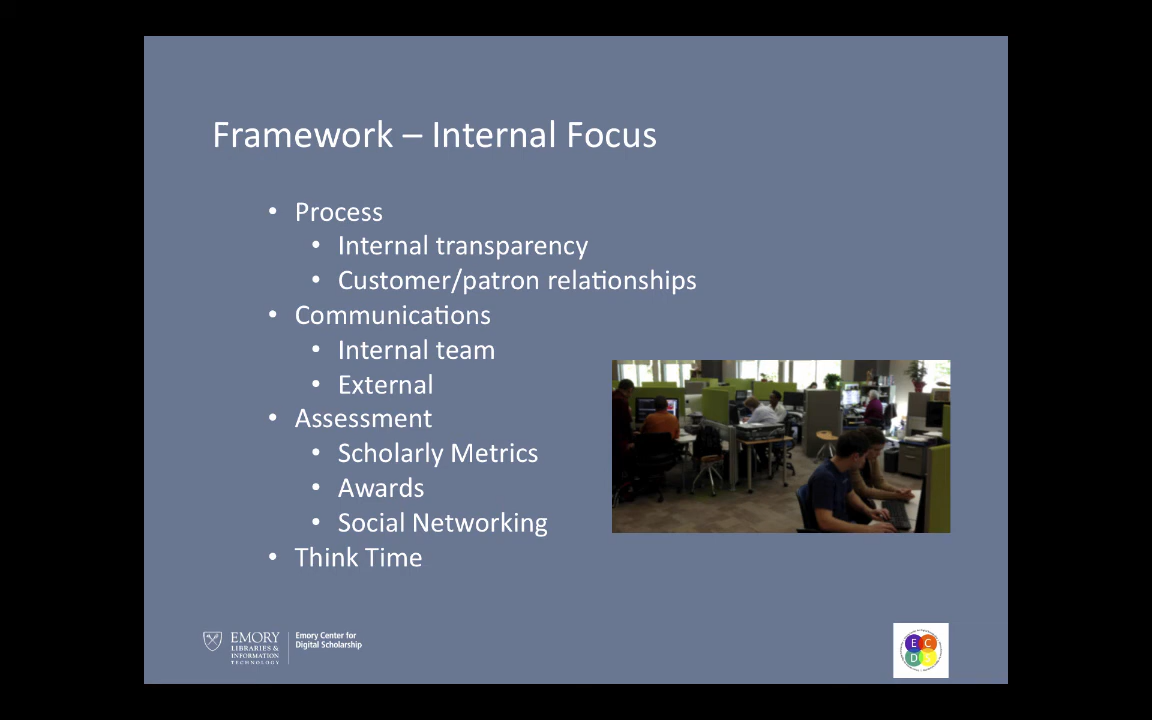 Framework – Internal Focus
• Process
• Internal transparency
• Customer/patron relationships
• Communications
• Internal team
• External
• Assessment
• Scholarly Metrics
• Awards
• Social Networking
• Think Time
EMORY
LIBRARIES &
INFORMATION
TECHNOLOGY
Emory Center for
Digital Scholarship
E C
D S